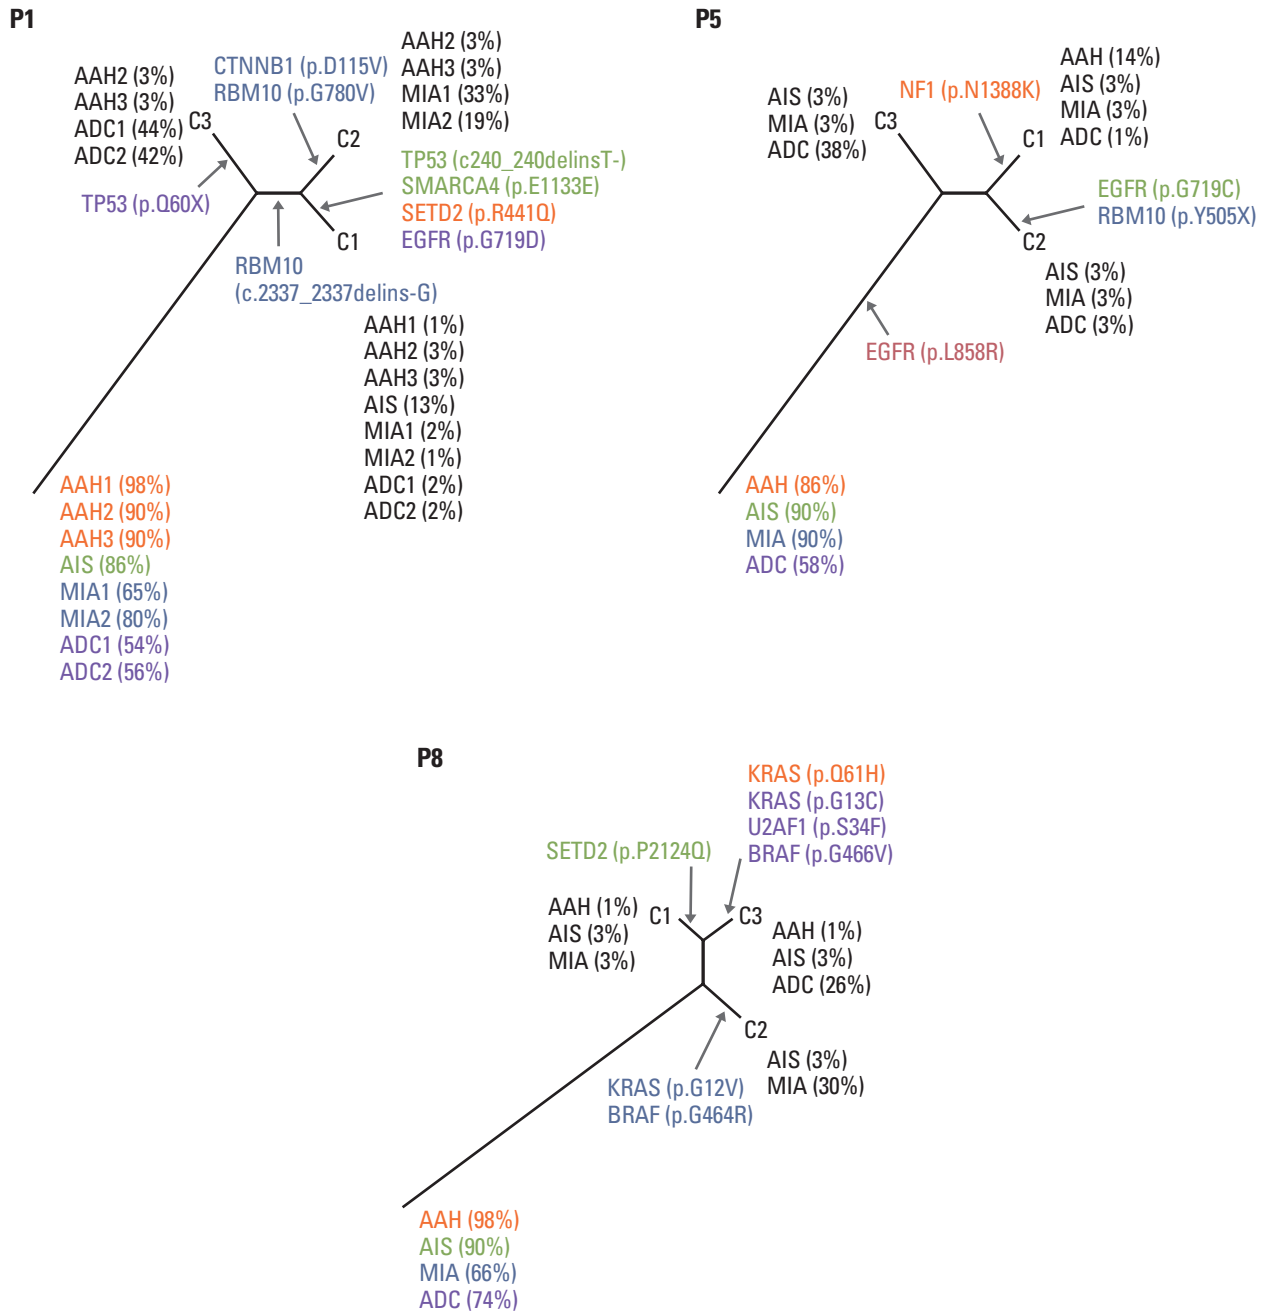 P1
AAH2 (3%)
AAH3 (3%)
ADC1 (44%)
ADC2 (42%)
C3
TP53 (p.Q60X)
CTNNB1 (p.D115V)
RBM10 (p.G780V)
AAH2 (3%)
AAH3 (3%)
MIA1 (33%)
MIA2 (19%)
C2
TP53 (c240_240delinsT-)
SMARCA4 (p.E1133E)
SETD2 (p.R441Q)
EGFR (p.G719D)
C1
RBM10
(c.2337_2337delins-G)
AAH1 (1%)
AAH2 (3%)
AAH3 (3%)
AIS (13%)
MIA1 (2%)
MIA2 (1%)
ADC1 (2%)
ADC2 (2%)
AAH1 (98%)
AAH2 (90%)
AAH3 (90%)
AIS (86%)
MIA1 (65%)
MIA2 (80%)
ADC1 (54%)
ADC2 (56%)
P5
AIS (3%)
MIA (3%)
ADC (38%)
C3
NF1 (p.N1388K)
AAH (14%)
AIS (3%)
MIA (3%)
ADC (1%)
C1
EGFR (p.G719C)
RBM10 (p.Y505X)
C2
AIS (3%)
MIA (3%)
ADC (3%)
EGFR (p.L858R)
AAH (86%)
AIS (90%)
MIA (90%)
ADC (58%)
P8
KRAS (p.Q61H)
KRAS (p.G13C)
U2AF1 (p.S34F)
BRAF (p.G466V)
SETD2 (p.P2124Q)
AAH (1%)
AIS (3%)
MIA (3%)
C1
C3
AAH (1%)
AIS (3%)
ADC (26%)
C2
AIS (3%)
MIA (30%)
KRAS (p.G12V)
BRAF (p.G464R)
AAH (98%)
AIS (90%)
MIA (66%)
ADC (74%)